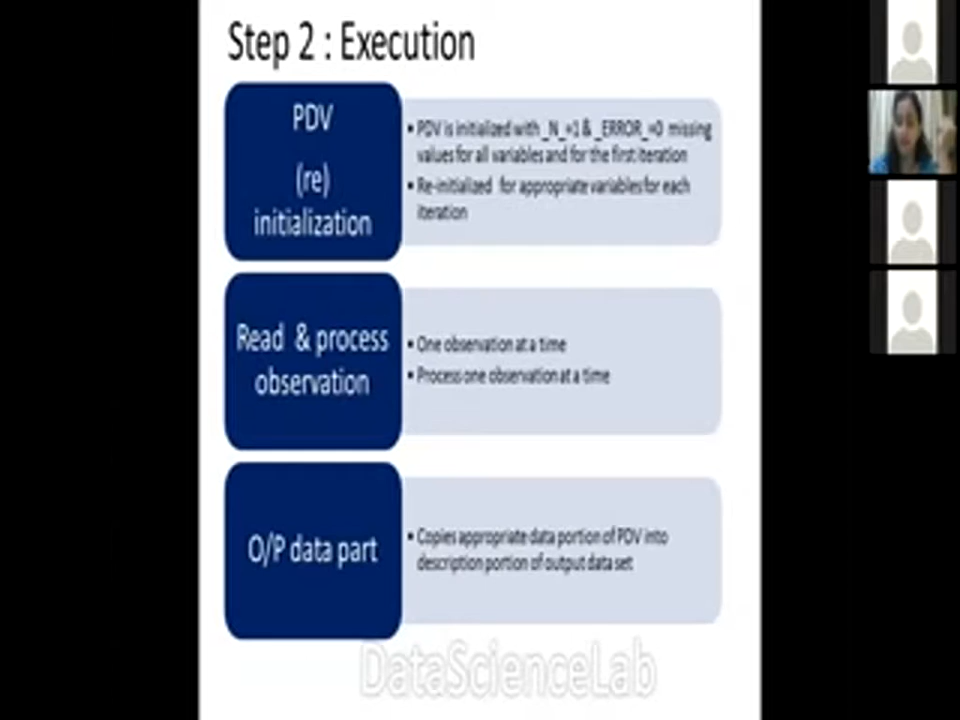 Step 2 : Execution
PDV
(re)
initialization
• PDV is initialized with _N_=1 & _ERROR_=0 missing
values for all variables and for the first iteration
• Re-initialized for appropriate variables for each
iteration
Read & process
observation
• One observation at a time
• Process one observation at a time
O/P data part
• Copies appropriate data portion of PDV into
description portion of output data set
DataScienceLab